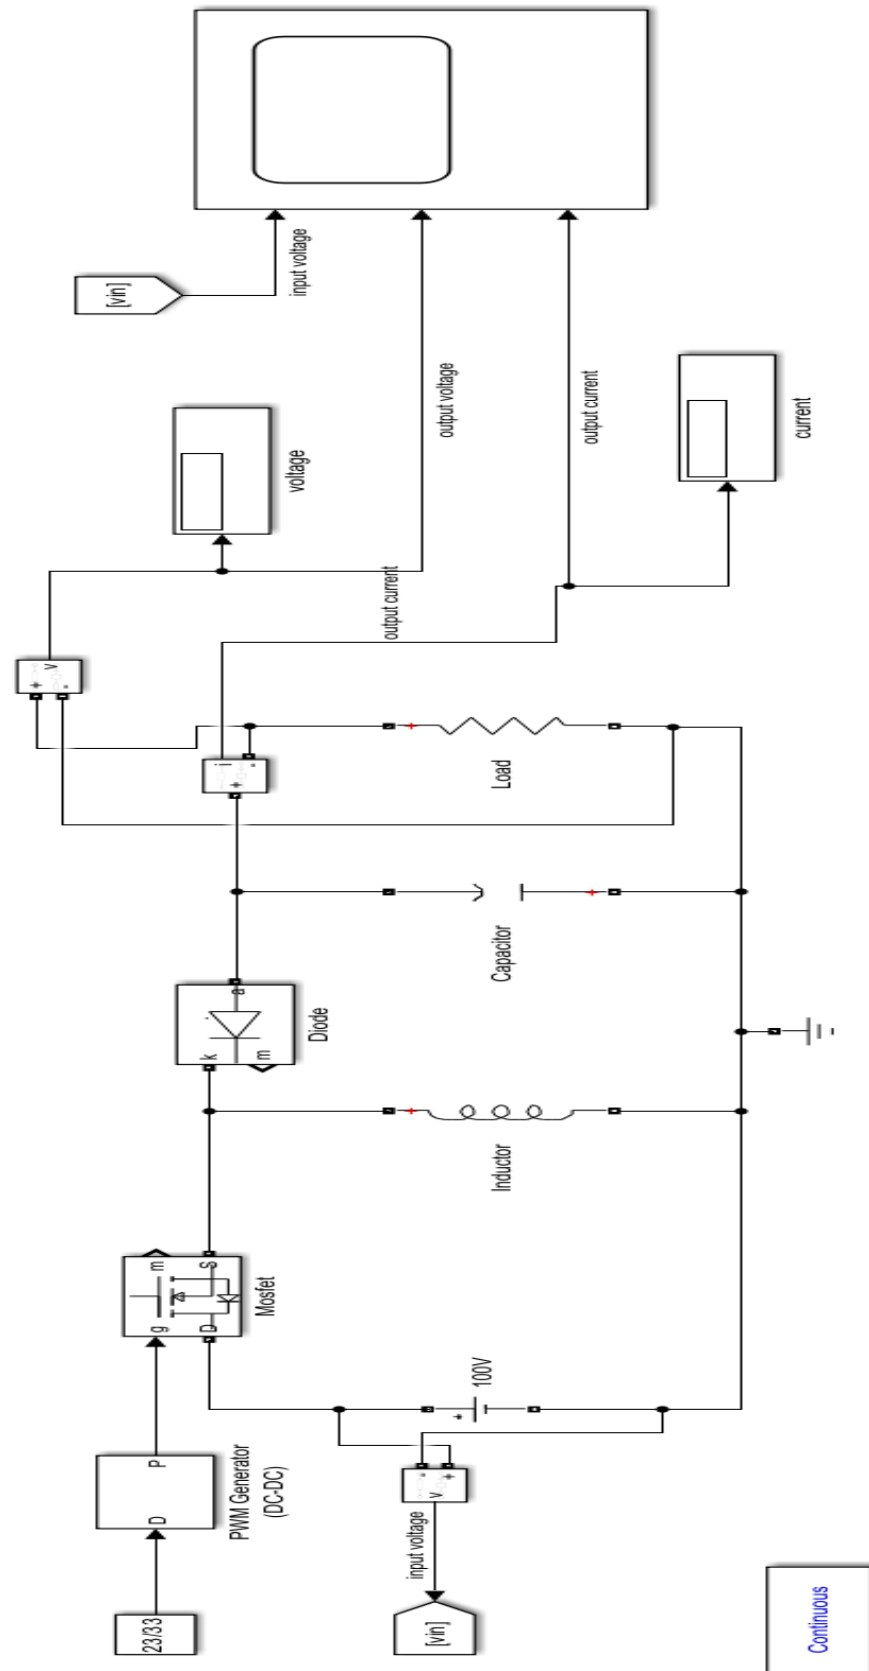 23/33
D
P
PWM Generator
(DC-DC)
g
m
D
S
Mosfet
k
a
m
Diode
+
i
-
+
v
-
voltage
[vin]
input voltage
output voltage
output current
output current
current
+
Load
+
Capacitor
+
Inductor
+
100V
-
v
+
input voltage
[vin]
Continuous